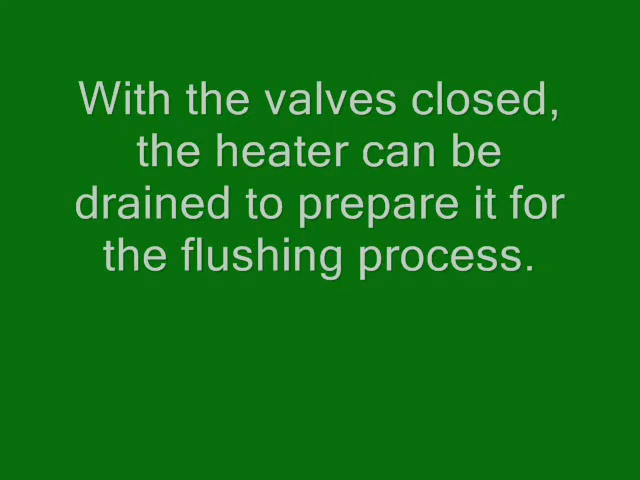 With the valves closed,
the heater can be
drained to prepare it for
the flushing process.